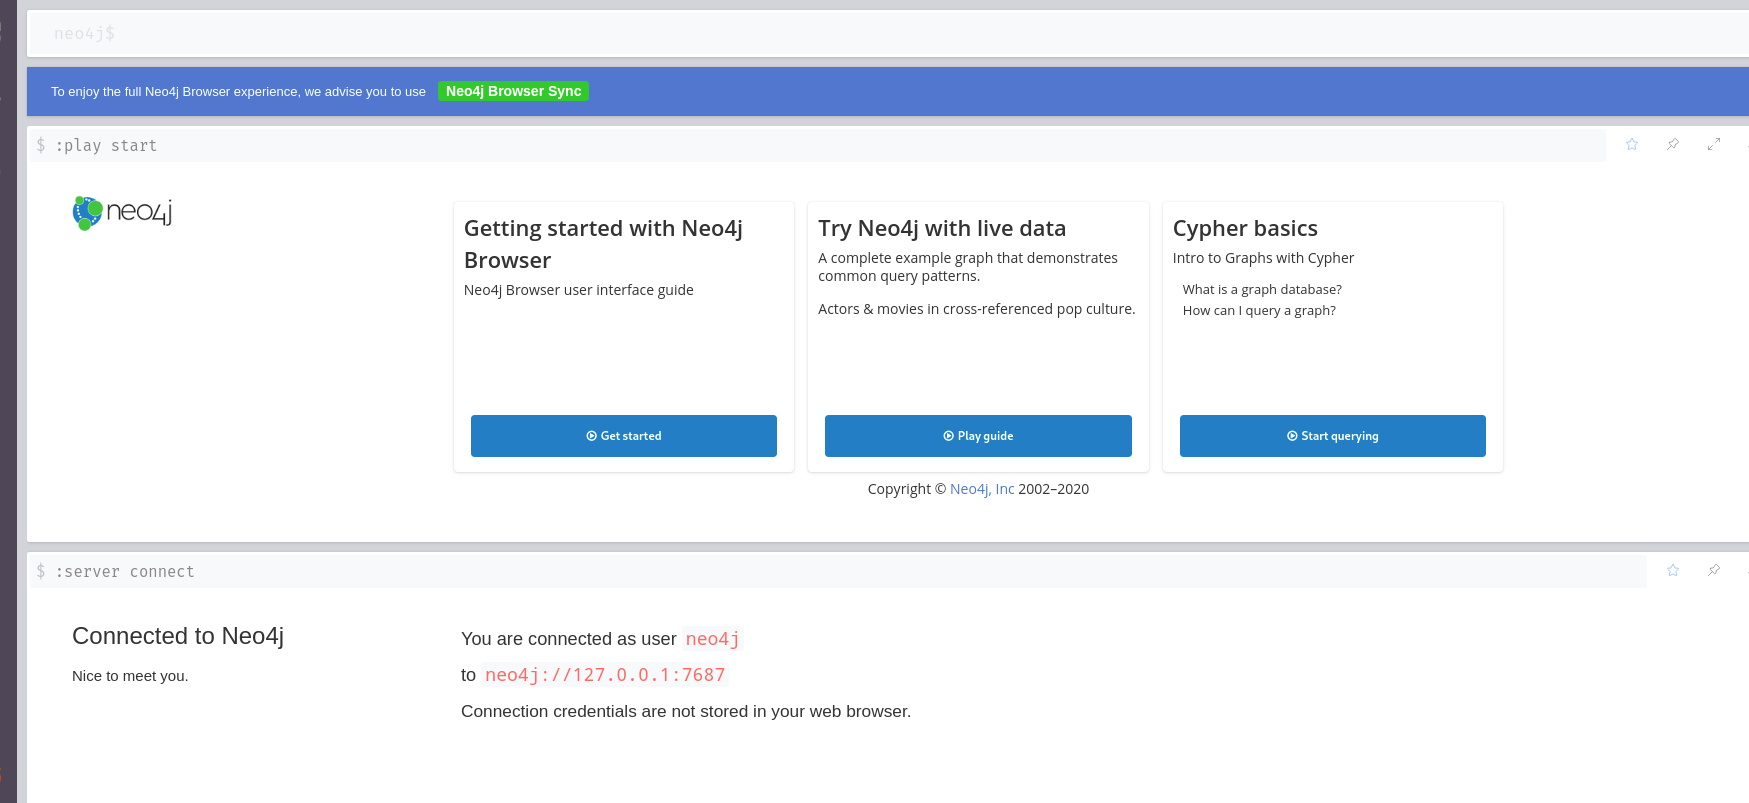 neo4j$
To enjoy the full Neo4j Browser experience, we advise you to use Neo4j Browser Sync
$ :play start
neo4j
Getting started with Neo4j
Browser
Neo4j Browser user interface guide
Get started
Try Neo4j with live data
A complete example graph that demonstrates
common query patterns.
Actors & movies in cross-referenced pop culture.
Play guide
Cypher basics
Intro to Graphs with Cypher
What is a graph database?
How can I query a graph?
Start querying
Copyright © Neo4j, Inc 2002–2020
$ :server connect
Connected to Neo4j
Nice to meet you.
You are connected as user neo4j
to neo4j://127.0.0.1:7687
Connection credentials are not stored in your web browser.